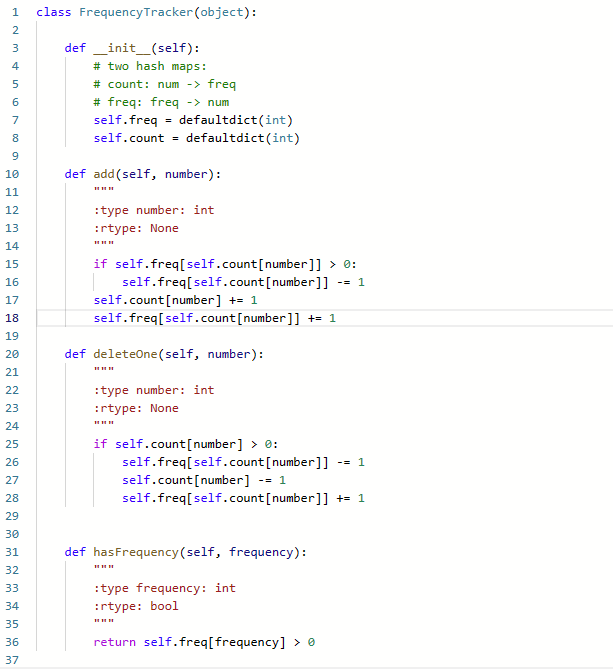 1 class FrequencyTracker(object):
2
3     def __init__(self):
4         # two hash maps:
5         # count: num -> freq
6         # freq: freq -> num
7         self.freq = defaultdict(int)
8         self.count = defaultdict(int)
9
10     def add(self, number):
11         """
12         :type number: int
13         :rtype: None
14         """
15         if self.freq[self.count[number]] > 0:
16             self.freq[self.count[number]] -= 1
17         self.count[number] += 1
18         self.freq[self.count[number]] += 1
19
20     def deleteOne(self, number):
21         """
22         :type number: int
23         :rtype: None
24         """
25         if self.count[number] > 0:
26             self.freq[self.count[number]] -= 1
27             self.count[number] -= 1
28             self.freq[self.count[number]] += 1
29
30
31     def hasFrequency(self, frequency):
32         """
33         :type frequency: int
34         :rtype: bool
35         """
36         return self.freq[frequency] > 0
37